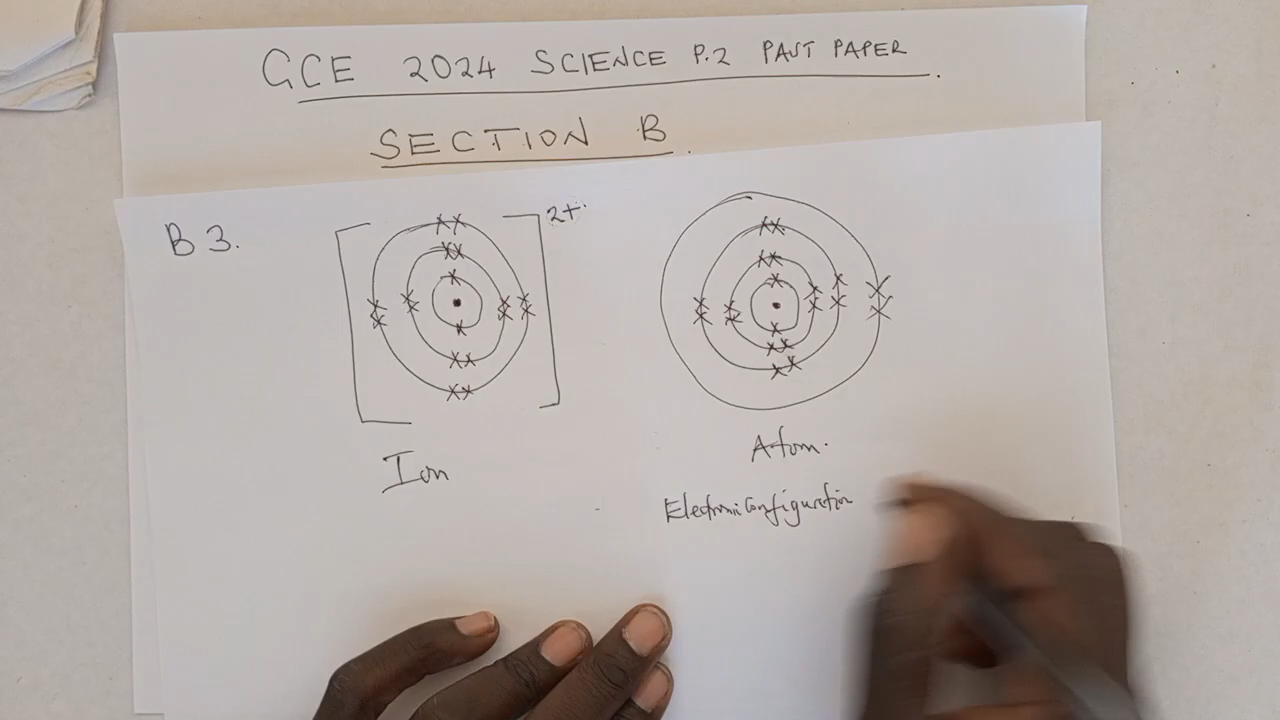 GCE 2024 SCIENCE P.2 PAST PAPER.
SECTION B.
B3.
2+
Ion
Atom.
Electronic Configuration